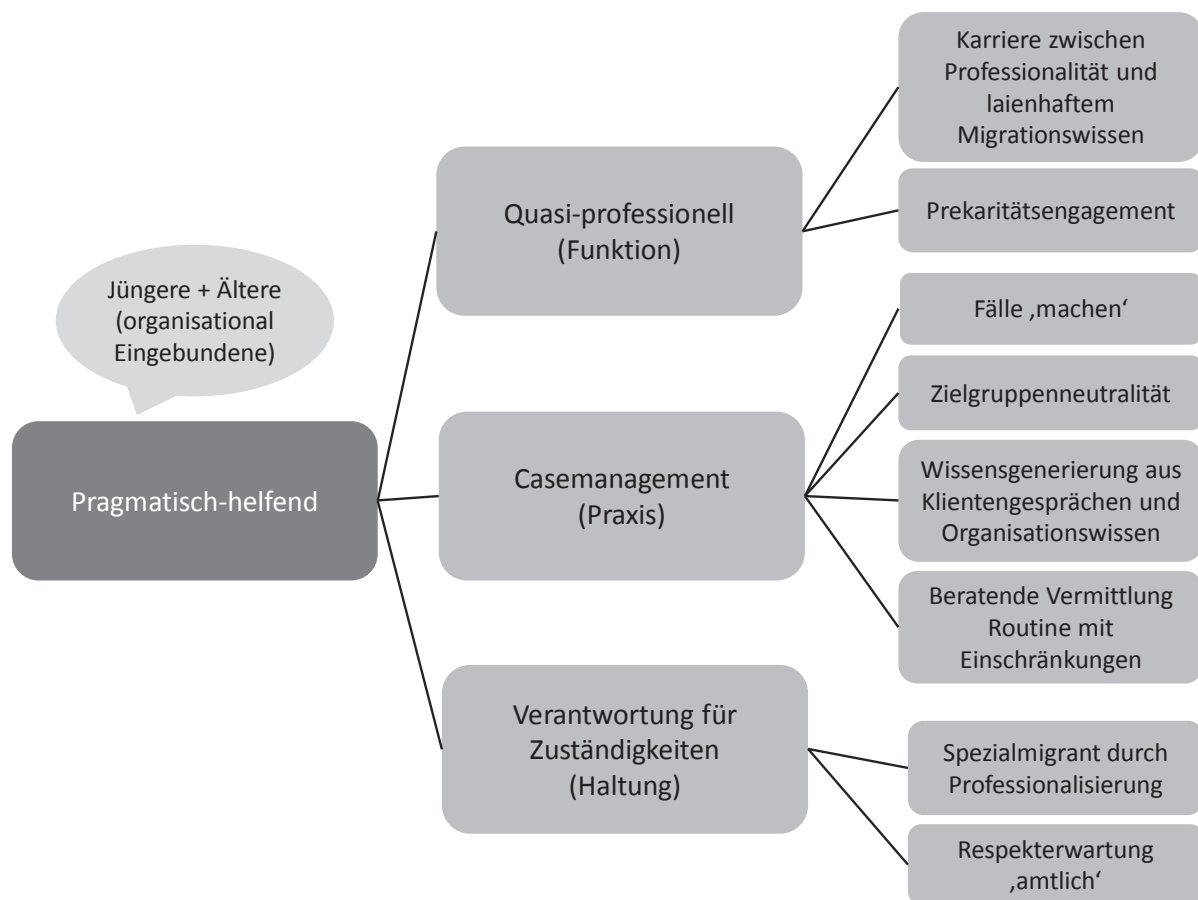 Jüngere + Ältere
(organisational
Eingebundene)
Pragmatisch-helfend
Quasi-professionell
(Funktion)
Karriere zwischen
Professionalität und
laienhaftem
Migrationswissen
Prekaritätsengagement
Casemanagement
(Praxis)
Fälle ‚machen‘
Zielgruppenneutralität
Wissensgenerierung aus
Klientengesprächen und
Organisationswissen
Beratende Vermittlung
Routine mit
Einschränkungen
Verantwortung für
Zuständigkeiten
(Haltung)
Spezialmigrant durch
Professionalisierung
Respekterwartung
‚amtlich‘